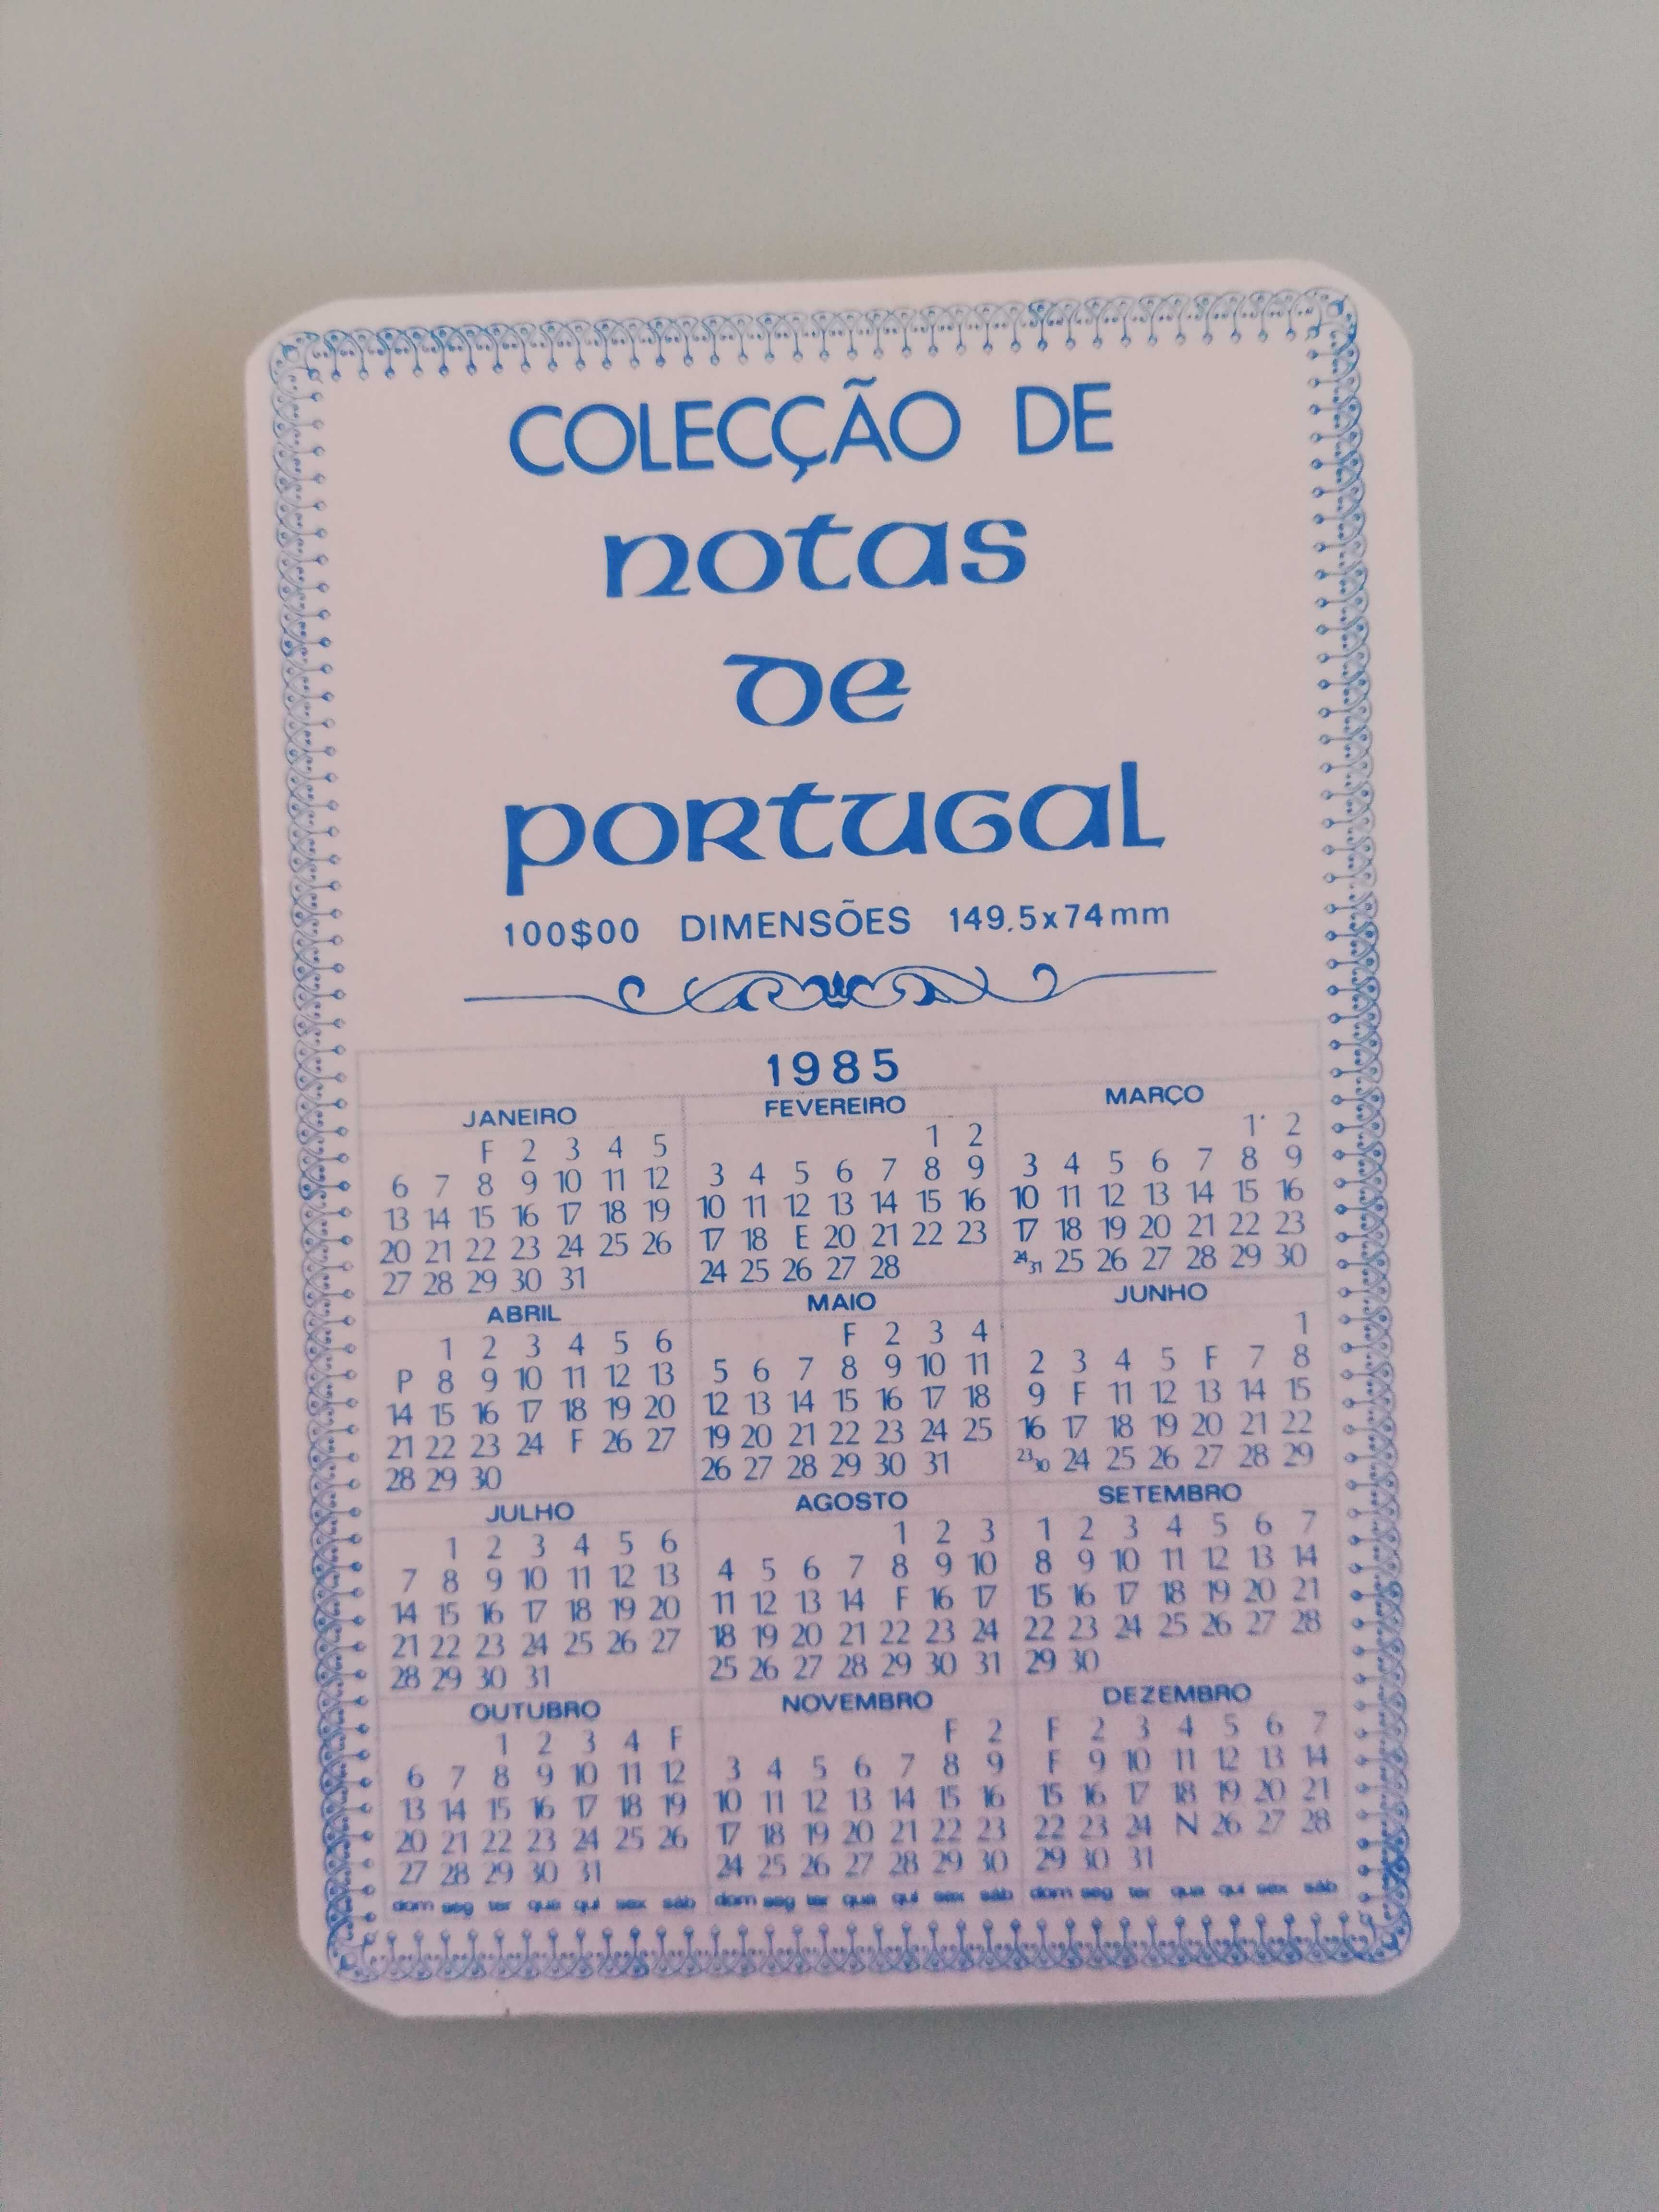 COLECÇÃO DE
notas
de
PORTUGAL
100$00 DIMENSÕES 149.5x74mm
1985
JANEIRO
F 2 3 4 5
6 7 8 9 10 11 12
13 14 15 16 17 18 19
20 21 22 23 24 25 26
27 28 29 30 31
FEVEREIRO
1 2
3 4 5 6 7 8 9
10 11 12 13 14 15 16
17 18 E 20 21 22 23
24 25 26 27 28
MARÇO
1 2
3 4 5 6 7 8 9
10 11 12 13 14 15 16
17 18 19 20 21 22 23
24 31 25 26 27 28 29 30
ABRIL
1 2 3 4 5 6
P 8 9 10 11 12 13
14 15 16 17 18 19 20
21 22 23 24 F 26 27
28 29 30
MAIO
F 2 3 4
5 6 7 8 9 10 11
12 13 14 15 16 17 18
19 20 21 22 23 24 25
26 27 28 29 30 31
JUNHO
1
2 3 4 5 F 7 8
9 F 11 12 13 14 15
16 17 18 19 20 21 22
23 30 24 25 26 27 28 29
JULHO
1 2 3 4 5 6
7 8 9 10 11 12 13
14 15 16 17 18 19 20
21 22 23 24 25 26 27
28 29 30 31
AGOSTO
1 2 3
4 5 6 7 8 9 10
11 12 13 14 F 16 17
18 19 20 21 22 23 24
25 26 27 28 29 30 31
SETEMBRO
1 2 3 4 5 6 7
8 9 10 11 12 13 14
15 16 17 18 19 20 21
22 23 24 25 26 27 28
29 30
OUTUBRO
1 2 3 4 F
6 7 8 9 10 11 12
13 14 15 16 17 18 19
20 21 22 23 24 25 26
27 28 29 30 31
NOVEMBRO
F 2
3 4 5 6 7 8 9
10 11 12 13 14 15 16
17 18 19 20 21 22 23
24 25 26 27 28 29 30
DEZEMBRO
F 2 3 4 5 6 7
F 9 10 11 12 13 14
15 16 17 18 19 20 21
22 23 24 N 26 27 28
29 30 31
dom seg ter qua qui sex sáb dom seg ter qua qui sex sáb dom seg ter qua qui sex sáb